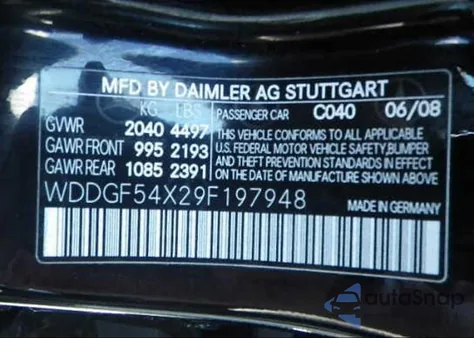 MFD BY DAIMLER AG STUTTGART
KG LBS PASSENGER CAR C040 06/08
GVWR 2040 4497 THIS VEHICLE CONFORMS TO ALL APPLICABLE
GAWR FRONT 995 2193 U.S. FEDERAL MOTOR VEHICLE SAFETY,BUMPER
GAWR REAR 1085 2391 AND THEFT PREVENTION STANDARDS IN EFFECT
ON THE DATE OF MANUFACTURE SHOWN ABOVE.
WDDGF54X29F197948
MADE IN GERMANY
autoSnap